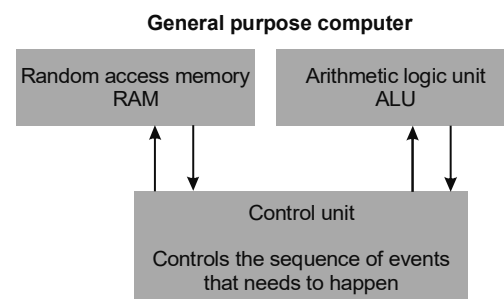 General purpose computer
Random access memory
RAM
Arithmetic logic unit
ALU
Control unit
Controls the sequence of events
that needs to happen